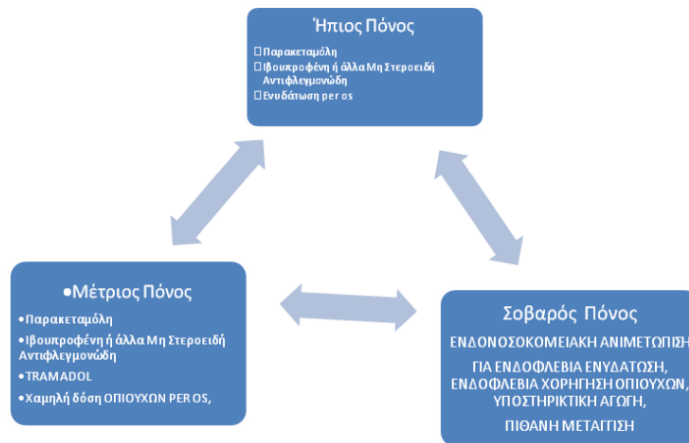 Ήπιος Πόνος
□Παρακεταμόλη
□Ιβουπροφένη ή άλλα Μη Στεροειδή
Αντιφλεγμονώδη
□Ενυδάτωση per os
•Μέτριος Πόνος
•Παρακεταμόλη
•Ιβουπροφένη ή άλλα Μη Στεροειδή
Αντιφλεγμονώδη
•TRAMADOL
•Χαμηλή δόση ΟΠΙΟΥΧΩΝ PER OS,
Σοβαρός Πόνος
ΕΝΔΟΝΟΣΟΚΟΜΕΙΑΚΗ ΑΝΙΜΕΤΩΠΙΣΗ
ΓΙΑ ΕΝΔΟΦΛΕΒΙΑ ΕΝΥΔΑΤΩΣΗ,
ΕΝΔΟΦΛΕΒΙΑ ΧΟΡΗΓΗΣΗ ΟΠΙΟΥΧΩΝ,
ΥΠΟΣΤΗΡΙΚΤΙΚΗ ΑΓΩΓΗ,
ΠΙΘΑΝΗ ΜΕΤΑΓΓΙΣΗ